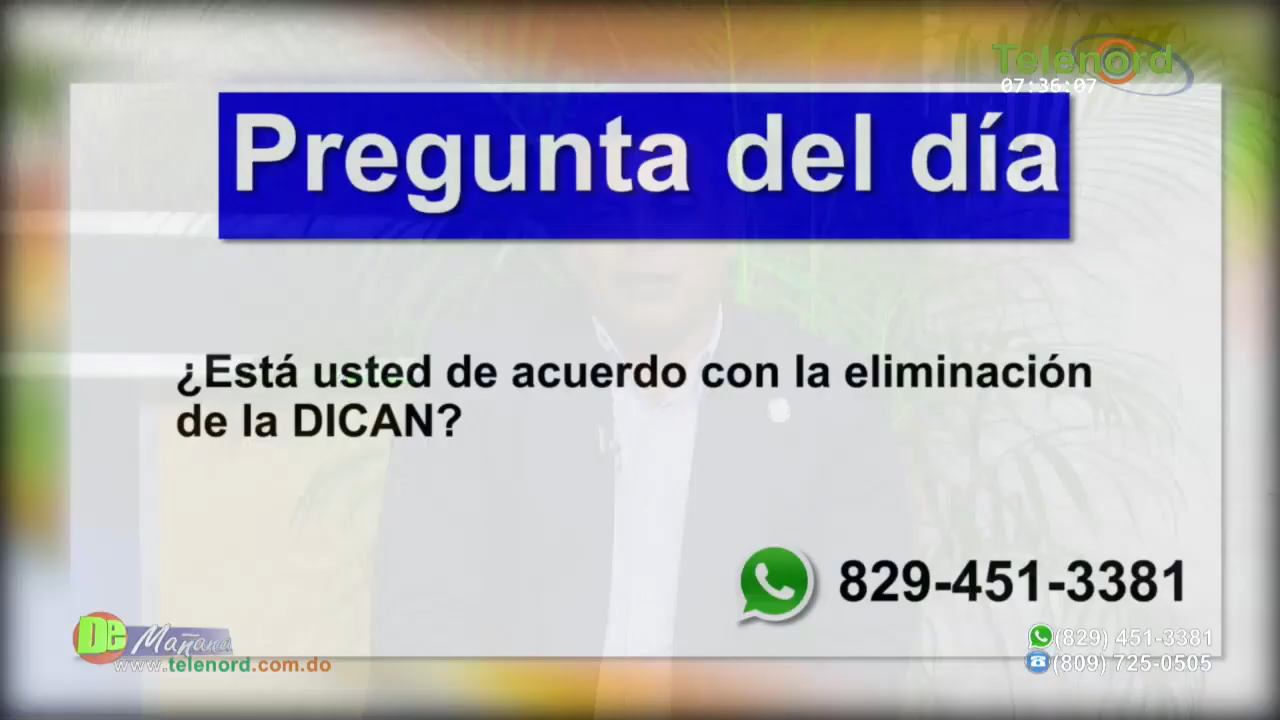 Telenord
07:36:07
Pregunta del día
¿Está usted de acuerdo con la eliminación
de la DICAN?
829-451-3381
De Mañana
www.telenord.com.do
(829) 451-3381
(809) 725-0505